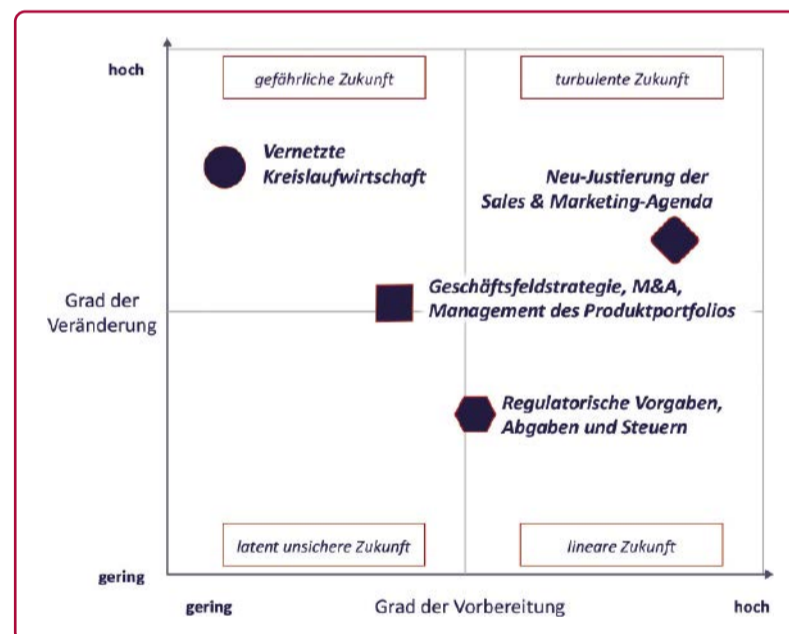 hoch
gefährliche Zukunft
turbulente Zukunft
Vernetzte
Kreislaufwirtschaft
Neu-Justierung der
Sales & Marketing-Agenda
Grad der
Veränderung
Geschäftsfeldstrategie, M&A,
Management des Produktportfolios
Regulatorische Vorgaben,
Abgaben und Steuern
latent unsichere Zukunft
lineare Zukunft
gering
gering
Grad der Vorbereitung
hoch